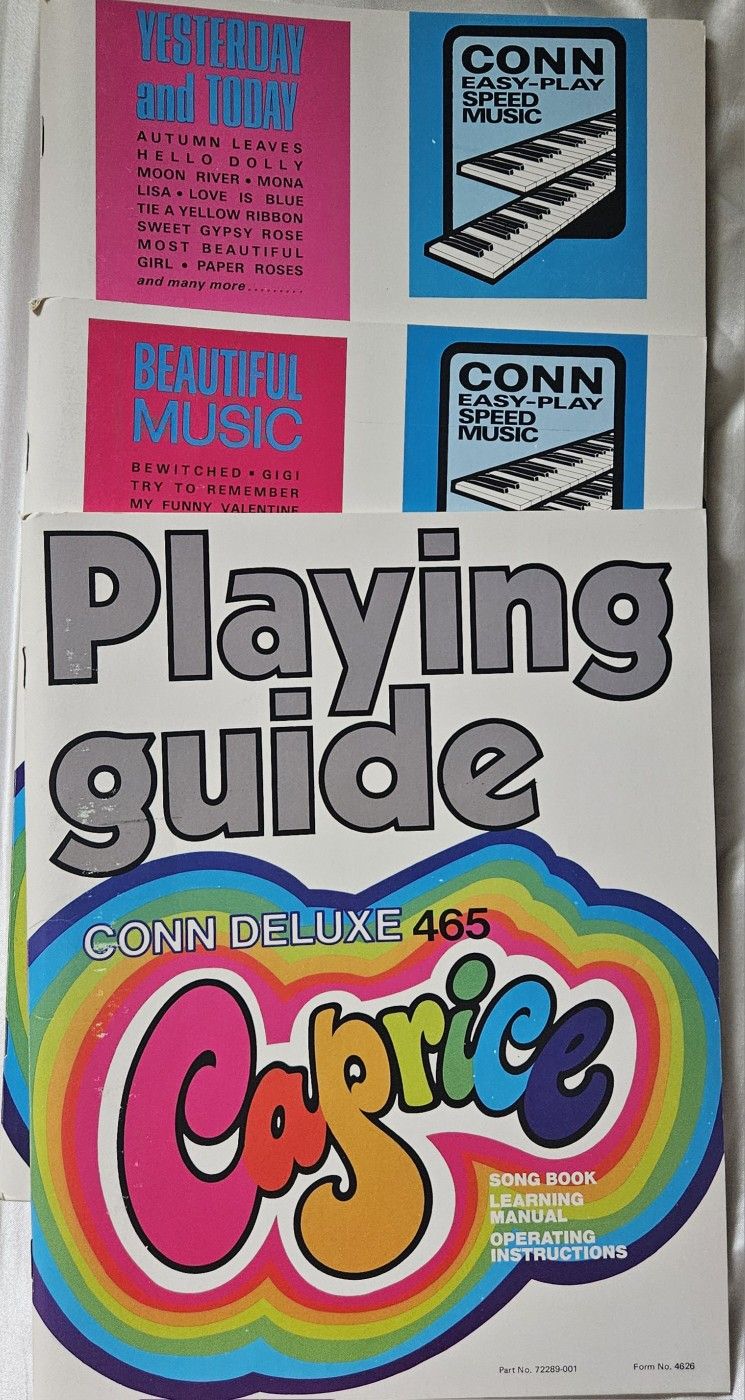 YESTERDAY
and TODAY
AUTUMN LEAVES
HELLO DOLLY
MOON RIVER • MONA
LISA • LOVE IS BLUE
TIE A YELLOW RIBBON
SWEET GYPSY ROSE
MOST BEAUTIFUL
GIRL • PAPER ROSES
and many more.........
CONN
EASY-PLAY
SPEED
MUSIC
BEAUTIFUL
MUSIC
BEWITCHED • GIGI
TRY TO REMEMBER
MY FUNNY VALENTINE
CONN
EASY-PLAY
SPEED
MUSIC
Playing
guide
CONN DELUXE 465
Caprice
SONG BOOK
LEARNING
MANUAL
OPERATING
INSTRUCTIONS
Part No. 72289-001
Form No. 4626